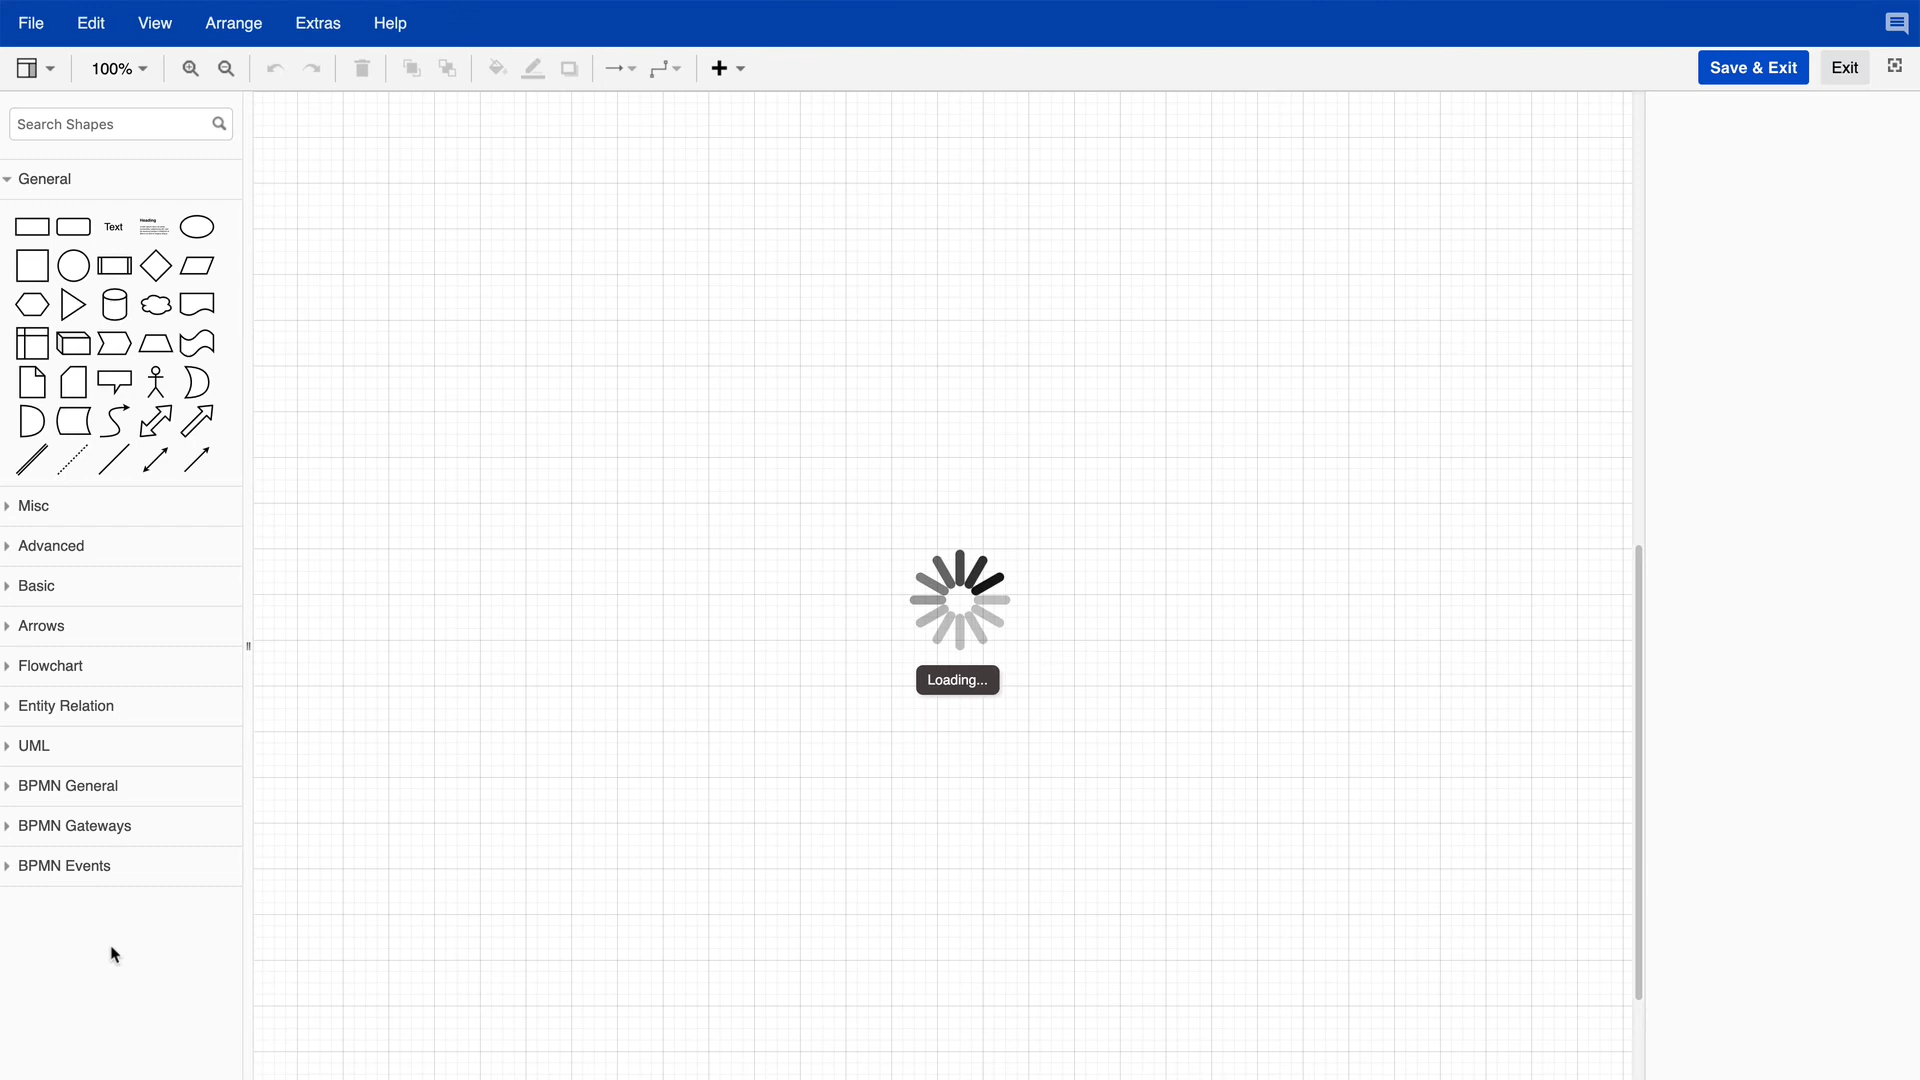 File Edit View Arrange Extras Help
100%
Save & Exit Exit
Search Shapes
General
Text
Heading
Misc
Advanced
Basic
Arrows
Flowchart
Entity Relation
UML
BPMN General
BPMN Gateways
BPMN Events
Loading...